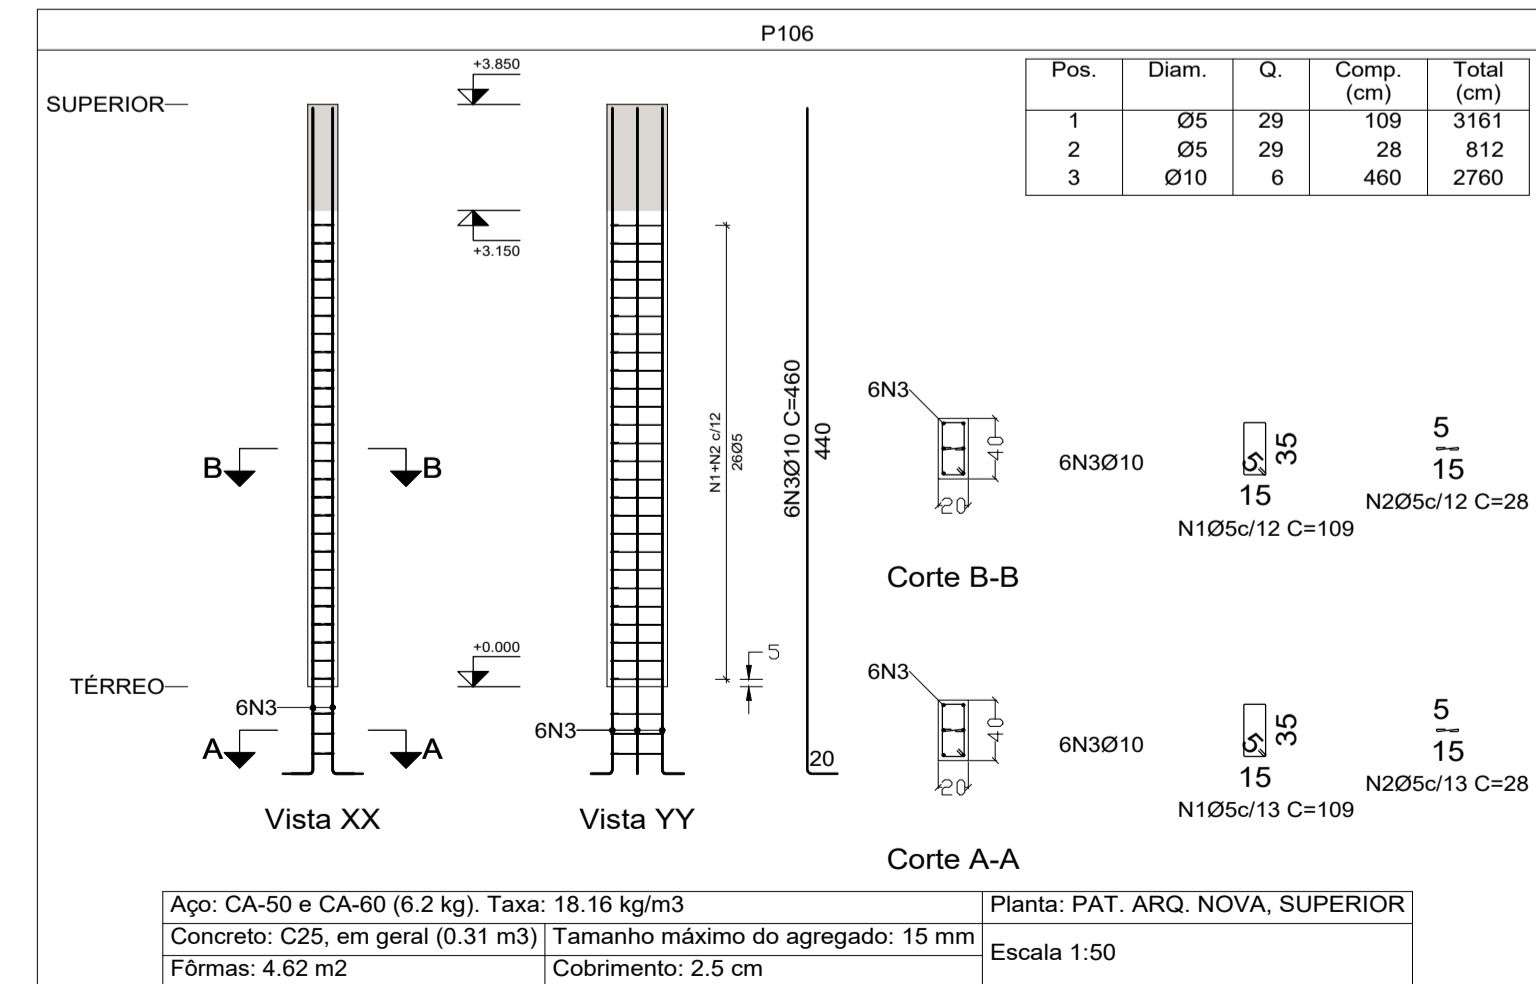 P106
SUPERIOR
+3.850
+3.150
Pos. Diam. Q. Comp. (cm) Total (cm)
1 Ø5 29 109 3161
2 Ø5 29 28 812
3 Ø10 6 460 2760
N1+N2 c/12
26Ø5
6N3Ø10 C=460
440
B B
6N3
40
20
6N3Ø10
5
35
15
N1Ø5c/12 C=109
5
15
N2Ø5c/12 C=28
Corte B-B
TÉRREO
+0.000
5
6N3
6N3
A A
20
Vista XX
Vista YY
6N3
40
20
6N3Ø10
5
35
15
N1Ø5c/13 C=109
5
15
N2Ø5c/13 C=28
Corte A-A
Aço: CA-50 e CA-60 (6.2 kg). Taxa: 18.16 kg/m3
Planta: PAT. ARQ. NOVA, SUPERIOR
Concreto: C25, em geral (0.31 m3)
Tamanho máximo do agregado: 15 mm
Escala 1:50
Fôrmas: 4.62 m2
Cobrimento: 2.5 cm